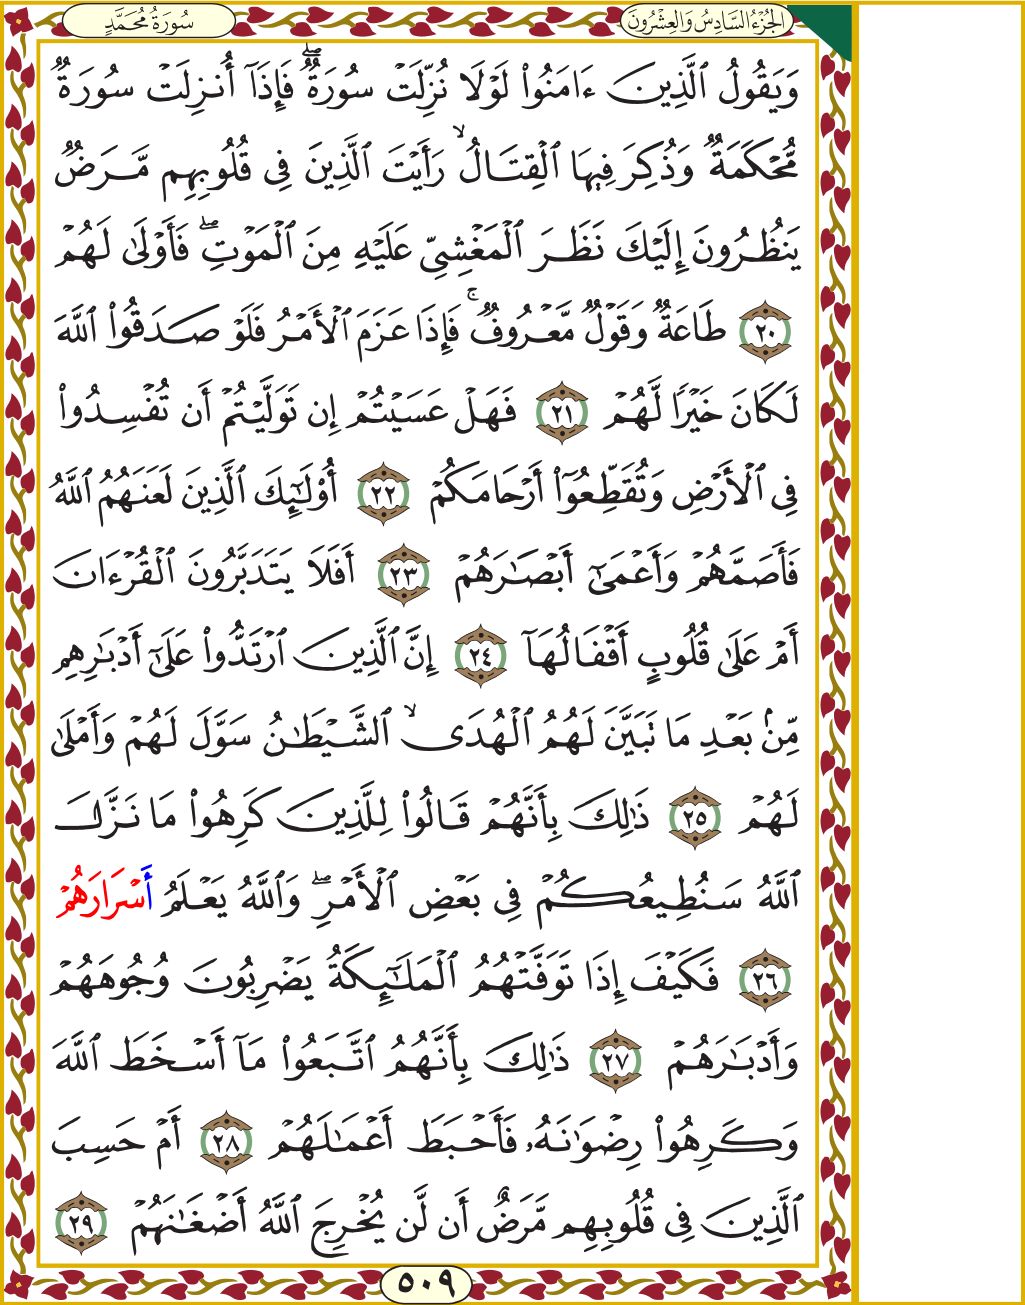 الجُزْءُ السَّادِسُ وَالعِشْرُونَ
سُورَةُ مُحَمَّدٍ
وَيَقُولُ ٱلَّذِينَ ءَامَنُوا۟ لَوْلَا نُزِّلَتْ سُورَةٌ ۖ فَإِذَآ أُنزِلَتْ سُورَةٌ
مُّحْكَمَةٌ وَذُكِرَ فِيهَا ٱلْقِتَالُ ۙ رَأَيْتَ ٱلَّذِينَ فِى قُلُوبِهِم مَّرَضٌ
يَنظُرُونَ إِلَيْكَ نَظَرَ ٱلْمَغْشِىِّ عَلَيْهِ مِنَ ٱلْمَوْتِ ۖ فَأَوْلَىٰ لَهُمْ
٢٠ طَاعَةٌ وَقَوْلٌ مَّعْرُوفٌ ۚ فَإِذَا عَزَمَ ٱلْأَمْرُ فَلَوْ صَدَقُوا۟ ٱللَّهَ
لَكَانَ خَيْرًا لَّهُمْ ٢١ فَهَلْ عَسَيْتُمْ إِن تَوَلَّيْتُمْ أَن تُفْسِدُوا۟
فِى ٱلْأَرْضِ وَتُقَطِّعُوٓا۟ أَرْحَامَكُمْ ٢٢ أُو۟لَـٰٓئِكَ ٱلَّذِينَ لَعَنَهُمُ ٱللَّهُ
فَأَصَمَّهُمْ وَأَعْمَىٰٓ أَبْصَـٰرَهُمْ ٢٣ أَفَلَا يَتَدَبَّرُونَ ٱلْقُرْءَانَ
أَمْ عَلَىٰ قُلُوبٍ أَقْفَالُهَآ ٢٤ إِنَّ ٱلَّذِينَ ٱرْتَدُّوا۟ عَلَىٰٓ أَدْبَـٰرِهِم
مِّنۢ بَعْدِ مَا تَبَيَّنَ لَهُمُ ٱلْهُدَى ۙ ٱلشَّيْطَـٰنُ سَوَّلَ لَهُمْ وَأَمْلَىٰ
لَهُمْ ٢٥ ذَٰلِكَ بِأَنَّهُمْ قَالُوا۟ لِلَّذِينَ كَرِهُوا۟ مَا نَزَّلَ
ٱللَّهُ سَنُطِيعُكُمْ فِى بَعْضِ ٱلْأَمْرِ ۖ وَٱللَّهُ يَعْلَمُ أَسْرَارَهُمْ
٢٦ فَكَيْفَ إِذَا تَوَفَّتْهُمُ ٱلْمَلَـٰٓئِكَةُ يَضْرِبُونَ وُجُوهَهُمْ
وَأَدْبَـٰرَهُمْ ٢٧ ذَٰلِكَ بِأَنَّهُمُ ٱتَّبَعُوا۟ مَآ أَسْخَطَ ٱللَّهَ
وَكَرِهُوا۟ رِضْوَٰنَهُۥ فَأَحْبَطَ أَعْمَـٰلَهُمْ ٢٨ أَمْ حَسِبَ
ٱلَّذِينَ فِى قُلُوبِهِم مَّرَضٌ أَن لَّن يُخْرِجَ ٱللَّهُ أَضْغَـٰنَهُمْ ٢٩
٥٠٩